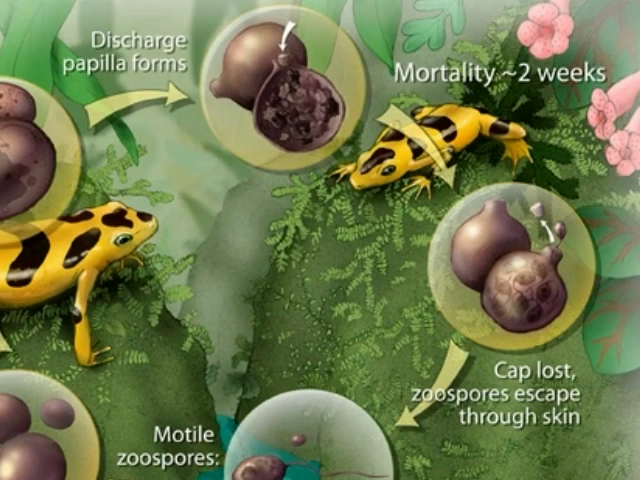 Discharge
papilla forms
Mortality ~2 weeks
Cap lost,
zoospores escape
through skin
Motile
zoospores: